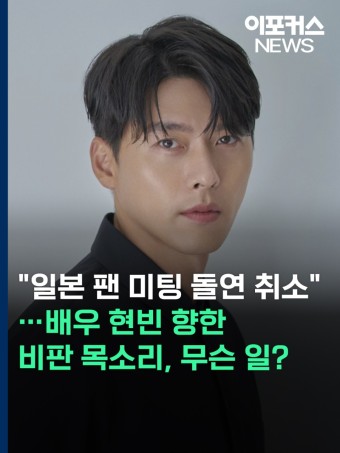 이포커스
NEWS
"일본 팬 미팅 돌연 취소"
…배우 현빈 향한
비판 목소리, 무슨 일?